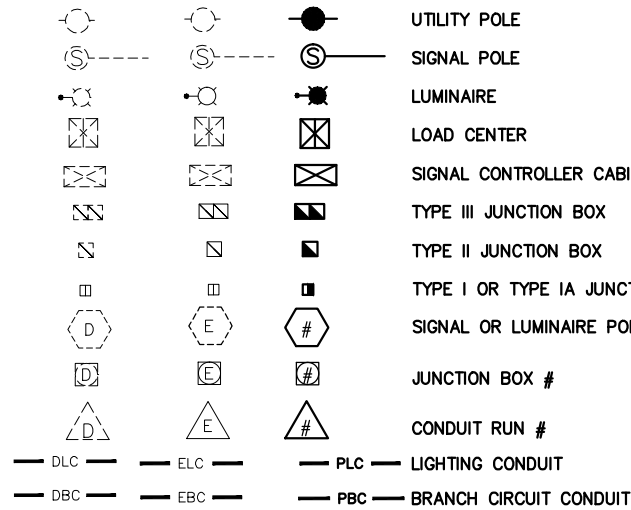 UTILITY POLE
S S S SIGNAL POLE
LUMINAIRE
LOAD CENTER
SIGNAL CONTROLLER CABI
TYPE III JUNCTION BOX
TYPE II JUNCTION BOX
TYPE I OR TYPE IA JUNCT
D E # SIGNAL OR LUMINAIRE POL
D E # JUNCTION BOX #
D E # CONDUIT RUN #
DLC ELC PLC LIGHTING CONDUIT
DBC EBC PBC BRANCH CIRCUIT CONDUIT